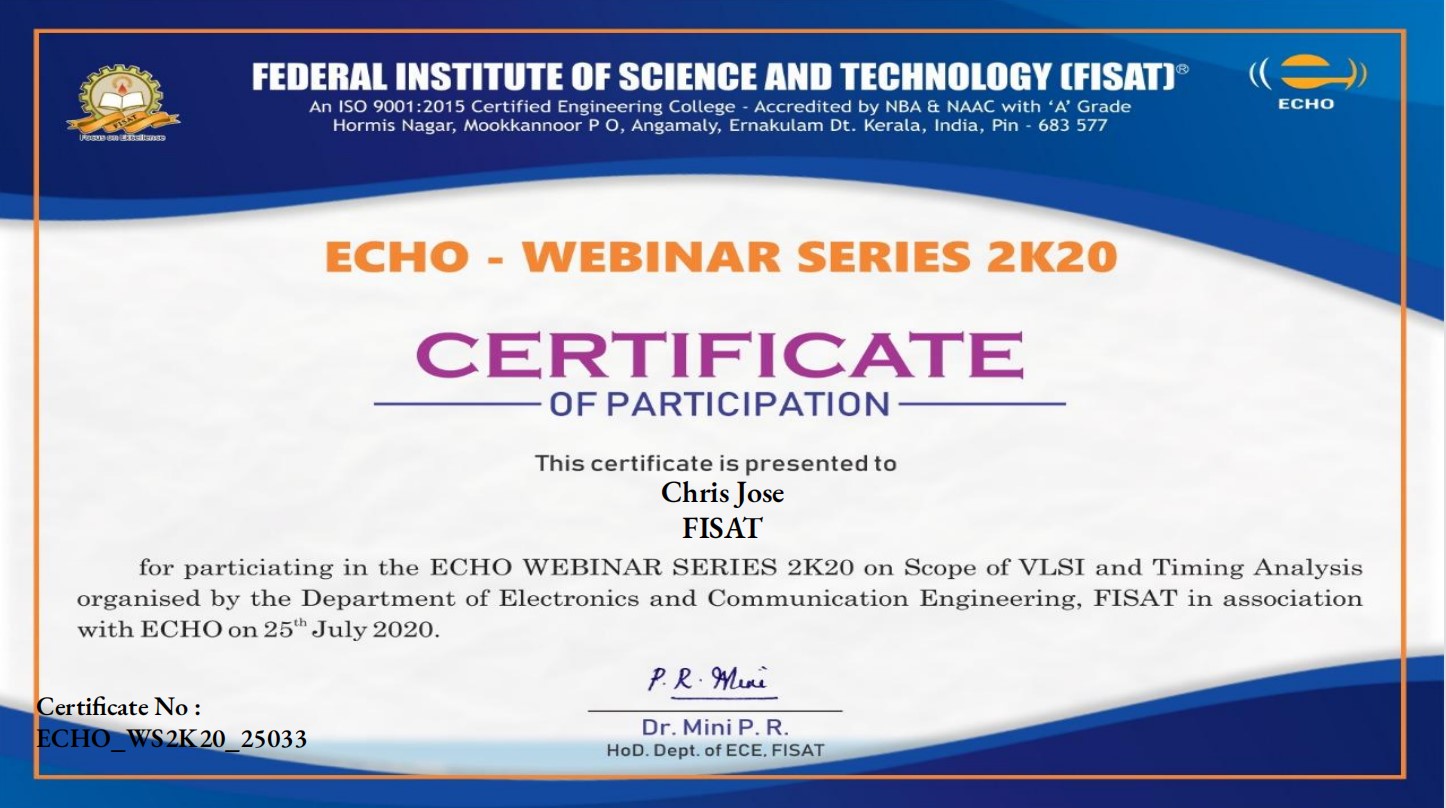 FEDERAL INSTITUTE OF SCIENCE AND TECHNOLOGY (FISAT)®
An ISO 9001:2015 Certified Engineering College - Accredited by NBA & NAAC with ‘A’ Grade
Hormis Nagar, Mookkannoor P O, Angamaly, Ernakulam Dt. Kerala, India, Pin - 683 577
FISAT
Focus on Excellence
ECHO
ECHO - WEBINAR SERIES 2K20
CERTIFICATE
OF PARTICIPATION
This certificate is presented to
Chris Jose
FISAT
for particiating in the ECHO WEBINAR SERIES 2K20 on Scope of VLSI and Timing Analysis
organised by the Department of Electronics and Communication Engineering, FISAT in association
with ECHO on 25th July 2020.
P. R. Mini
Dr. Mini P. R.
HoD. Dept. of ECE, FISAT
Certificate No :
ECHO_WS2K20_25033